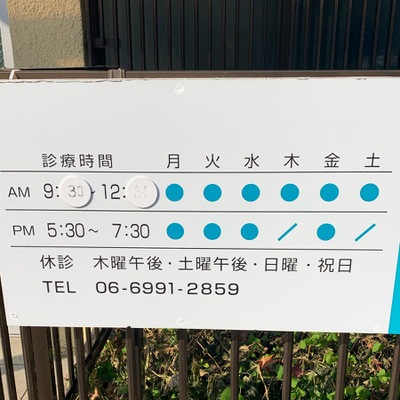 診療時間 月 火 水 木 金 土
AM 9:30~12: ● ● ● ● ● ●
PM 5:30~ 7:30 ● ● ● / ● /
休診 木曜午後・土曜午後・日曜・祝日
TEL 06-6991-2859